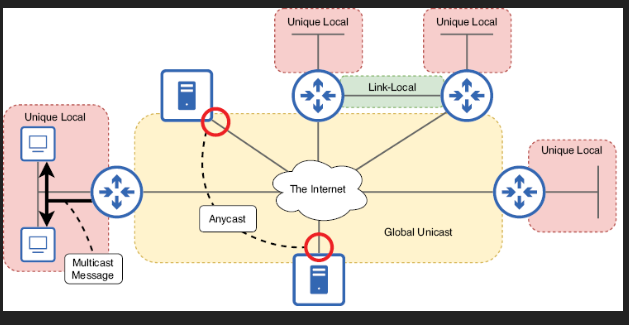 Unique Local
Unique Local
Link-Local
Unique Local
Unique Local
The Internet
Anycast
Global Unicast
Multicast
Message